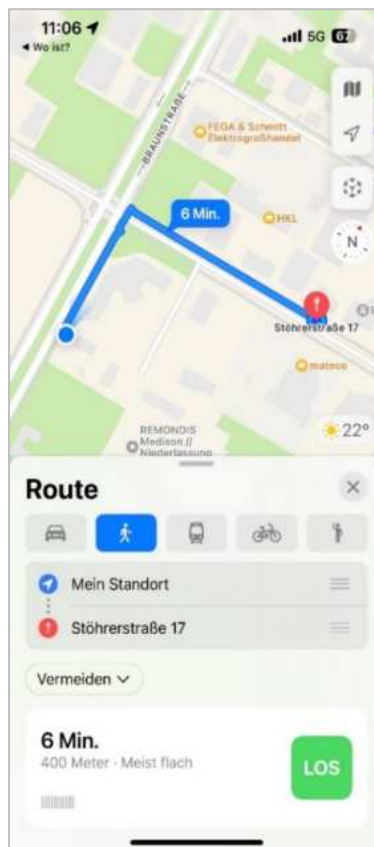 11:06
5G 67
Wo ist?
BRAUNSTRAßE
FEGA & Schmitt
Elektrogroßhandel
6 Min.
HKL
N
Stöhrerstraße 17
mateco
REMONDIS
Medison //
Niederlassung
22°
Route
Mein Standort
Stöhrerstraße 17
Vermeiden
6 Min.
400 Meter · Meist flach
LOS